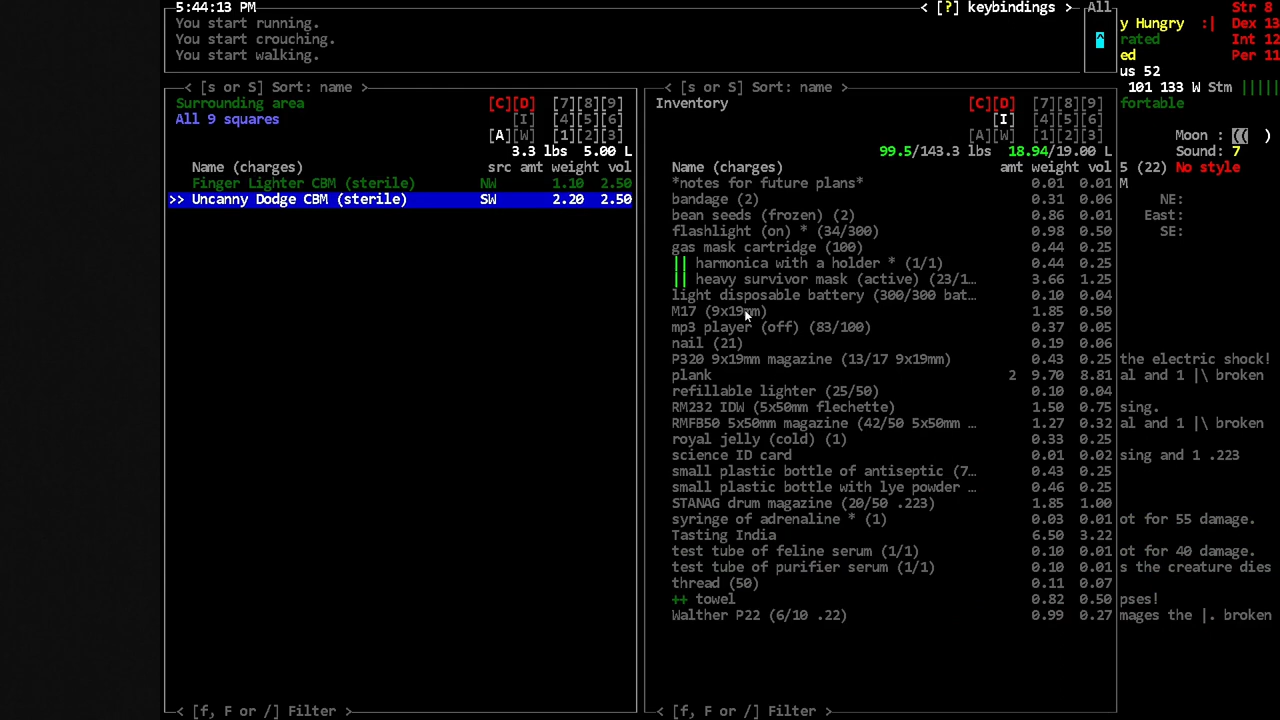 5:44:13 PM
< [?] keybindings >
All
Str 8
You start running.
y Hungry :| Dex 13
You start crouching.
^
rated Int 12
You start walking.
ed Per 11
us 52
101 133 W Stm |||||
< [s or S] Sort: name >
< [s or S] Sort: name >
Surrounding area [C][D] [7][8][9]
Inventory [C][D] [7][8][9]
fortable
All 9 squares [I] [4][5][6]
[I] [4][5][6]
[A][W] [1][2][3]
[A][W] [1][2][3]
Moon : (( )
3.3 lbs 5.00 L
99.5/143.3 lbs 18.94/19.00 L
Sound: 7
Name (charges) src amt weight vol
Name (charges) amt weight vol
5 (22) No style
Finger Lighter CBM (sterile) NW 1.10 2.50
*notes for future plans* 0.01 0.01
M
>> Uncanny Dodge CBM (sterile) SW 2.20 2.50
bandage (2) 0.31 0.06
NE:
bean seeds (frozen) (2) 0.86 0.01
East:
flashlight (on) * (34/300) 0.98 0.50
SE:
gas mask cartridge (100) 0.44 0.25
|| harmonica with a holder * (1/1) 0.44 0.25
|| heavy survivor mask (active) (23/1… 3.66 1.25
light disposable battery (300/300 bat… 0.10 0.04
M17 (9x19mm) 1.85 0.50
mp3 player (off) (83/100) 0.37 0.05
nail (21) 0.19 0.06
P320 9x19mm magazine (13/17 9x19mm) 0.43 0.25
the electric shock!
plank 2 9.70 8.81
al and 1 |\ broken
refillable lighter (25/50) 0.10 0.04
RM232 IDW (5x50mm flechette) 1.50 0.75
sing.
RMFB50 5x50mm magazine (42/50 5x50mm … 1.27 0.32
al and 1 |\ broken
royal jelly (cold) (1) 0.33 0.25
science ID card 0.01 0.02
sing and 1 .223
small plastic bottle of antiseptic (7… 0.43 0.25
small plastic bottle with lye powder … 0.46 0.25
STANAG drum magazine (20/50 .223) 1.85 1.00
syringe of adrenaline * (1) 0.03 0.01
ot for 55 damage.
Tasting India 6.50 3.22
test tube of feline serum (1/1) 0.10 0.01
ot for 40 damage.
test tube of purifier serum (1/1) 0.10 0.01
s the creature dies
thread (50) 0.11 0.07
++ towel 0.82 0.50
pses!
Walther P22 (6/10 .22) 0.99 0.27
mages the |. broken
< [f, F or /] Filter >
< [f, F or /] Filter >